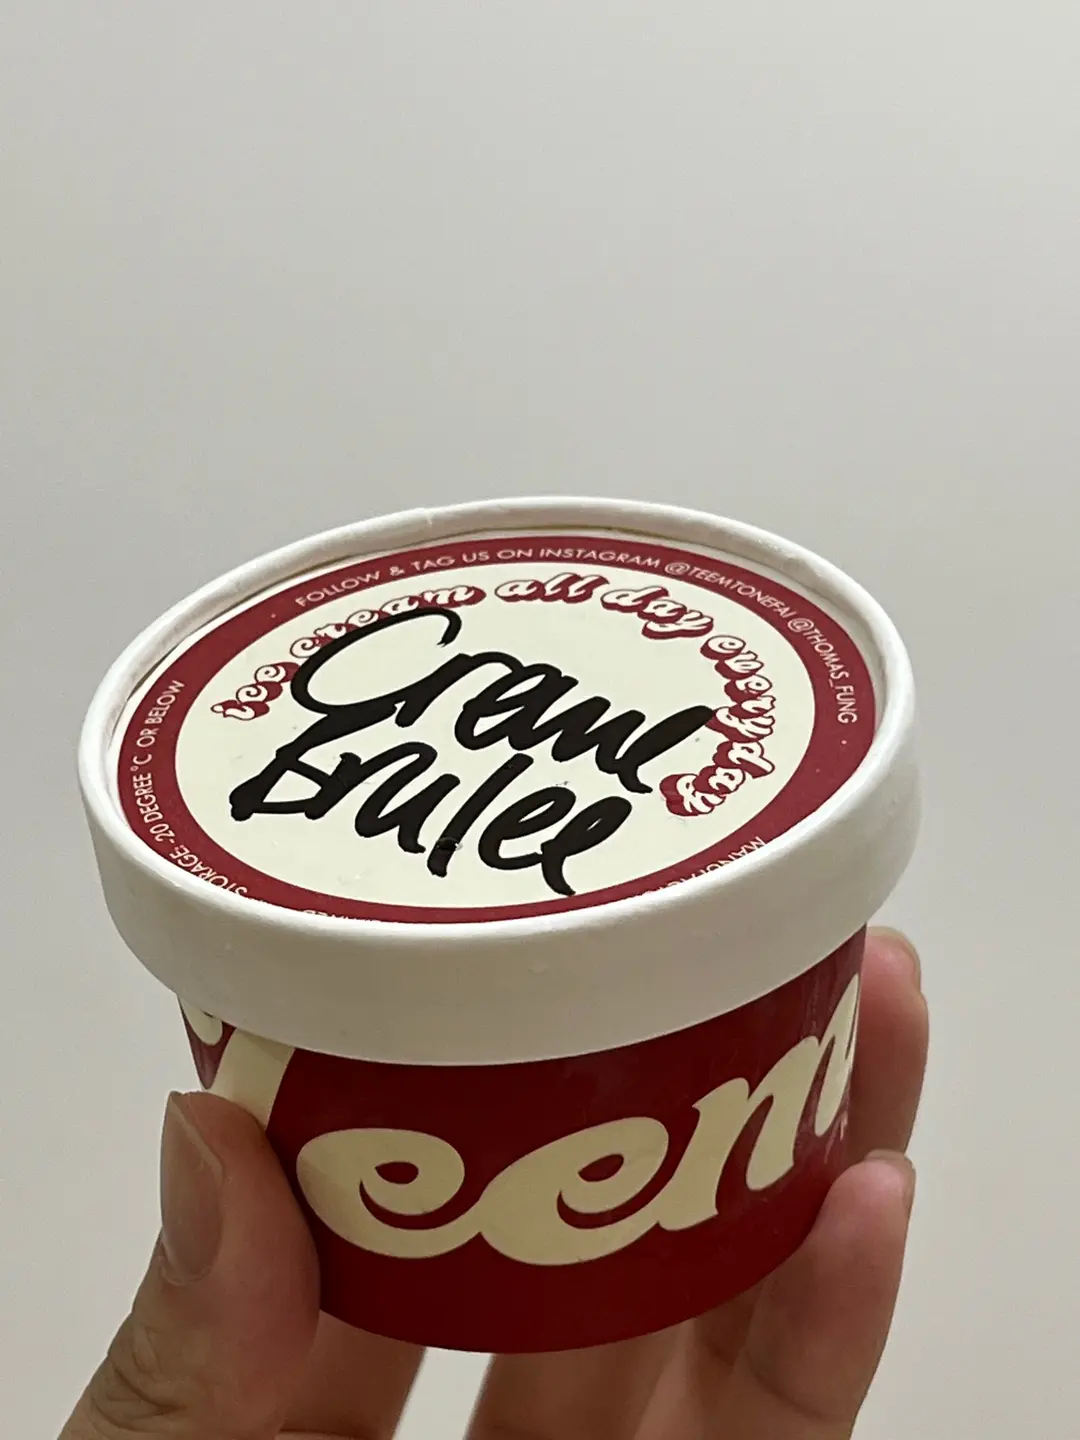 FOLLOW & TAG US ON INSTAGRAM @TEEMTONEFAI @THOMAS_FUNG
ice cream all day everyday
Creme
Brulee
STORAGE -20 DEGREE °C OR BELOW
eem